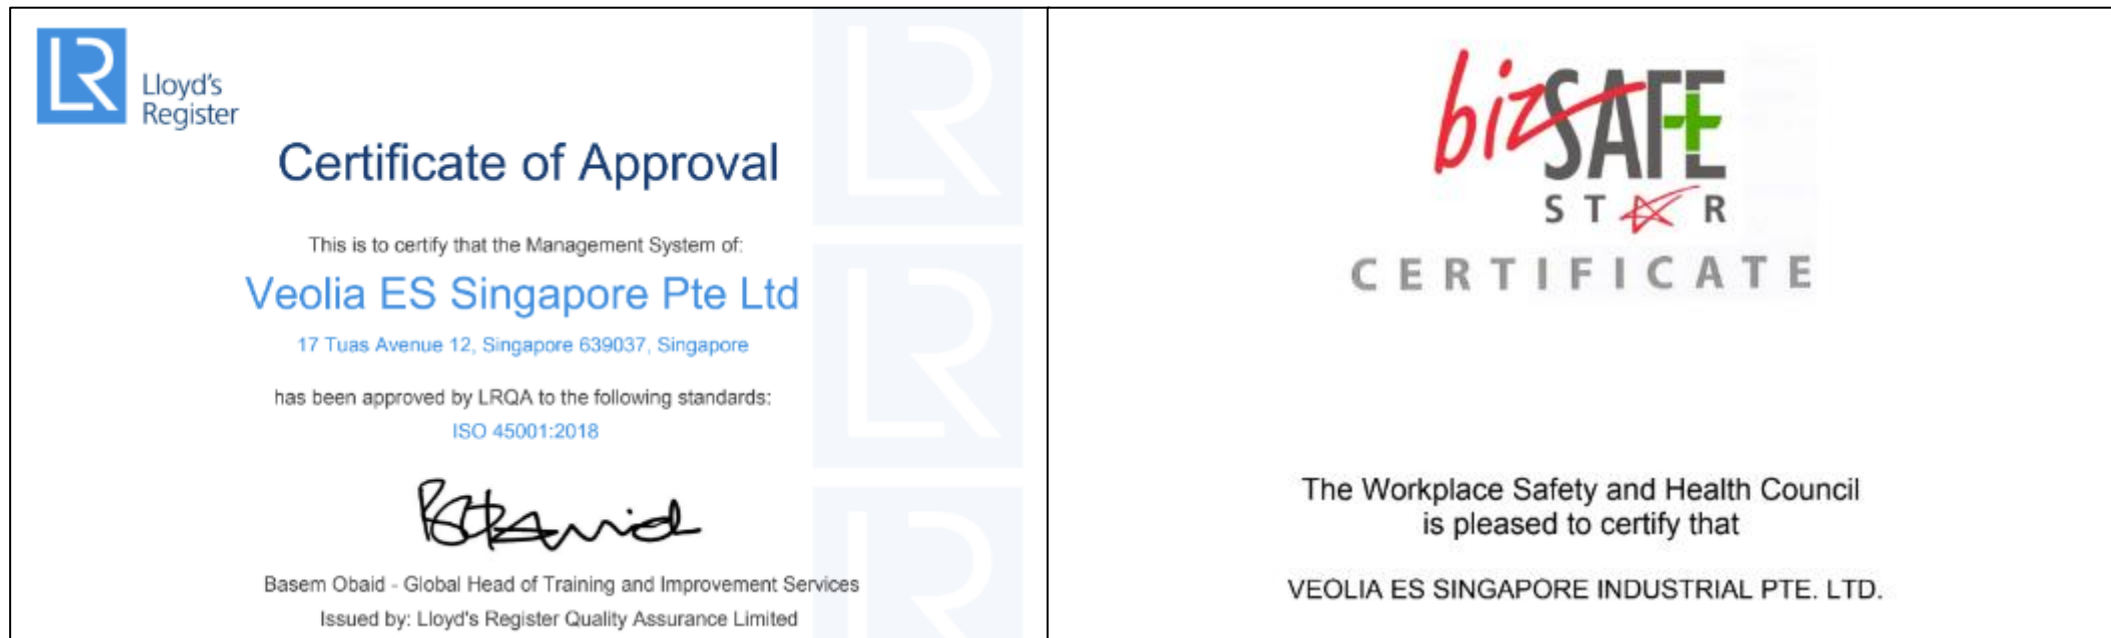 LR
Lloyd's
Register
Certificate of Approval
This is to certify that the Management System of:
Veolia ES Singapore Pte Ltd
17 Tuas Avenue 12, Singapore 639037, Singapore
has been approved by LRQA to the following standards:
ISO 45001:2018
Basem Obaid - Global Head of Training and Improvement Services
Issued by: Lloyd's Register Quality Assurance Limited
bizSAFE
STAR
CERTIFICATE
The Workplace Safety and Health Council
is pleased to certify that
VEOLIA ES SINGAPORE INDUSTRIAL PTE. LTD.